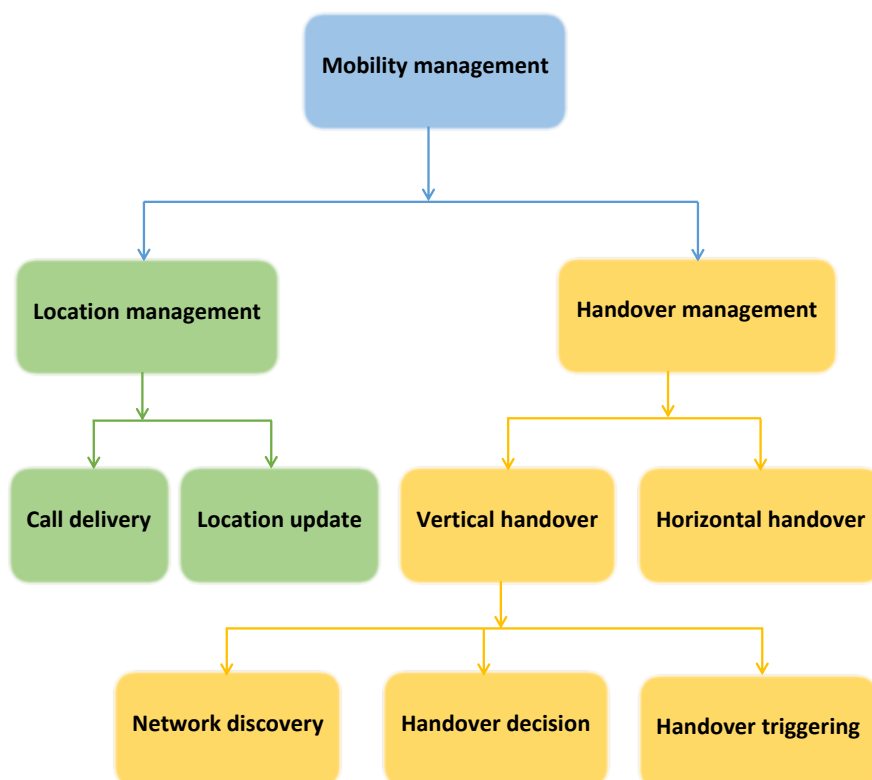 Mobility management
Location management
Handover management
Call delivery
Location update
Vertical handover
Horizontal handover
Network discovery
Handover decision
Handover triggering